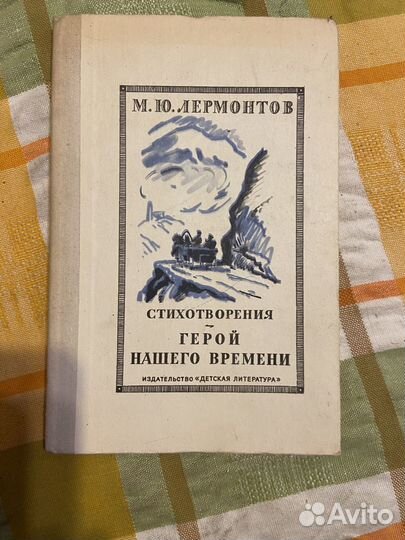 М.Ю.ЛЕРМОНТОВ
СТИХОТВОРЕНИЯ
~
ГЕРОЙ
НАШЕГО ВРЕМЕНИ
ИЗДАТЕЛЬСТВО «ДЕТСКАЯ ЛИТЕРАТУРА»
Avito